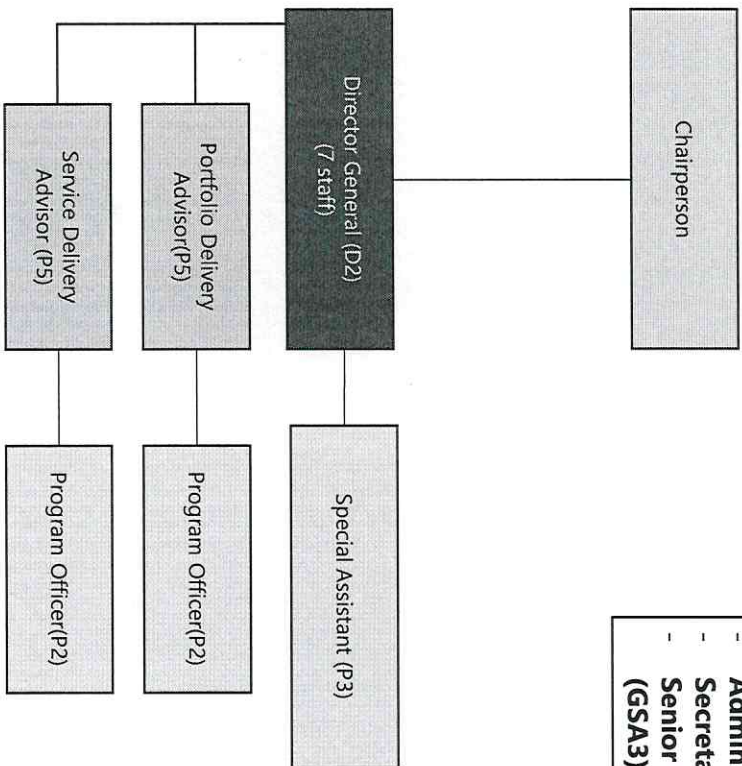 Chairperson
Director General (D2)
(7 staff)
Special Assistant (P3)
Portfolio Delivery
Advisor(P5)
Program Officer(P2)
Service Delivery
Advisor (P5)
Program Officer(P2)
-
- Secreta
- Senior
(GSA3)